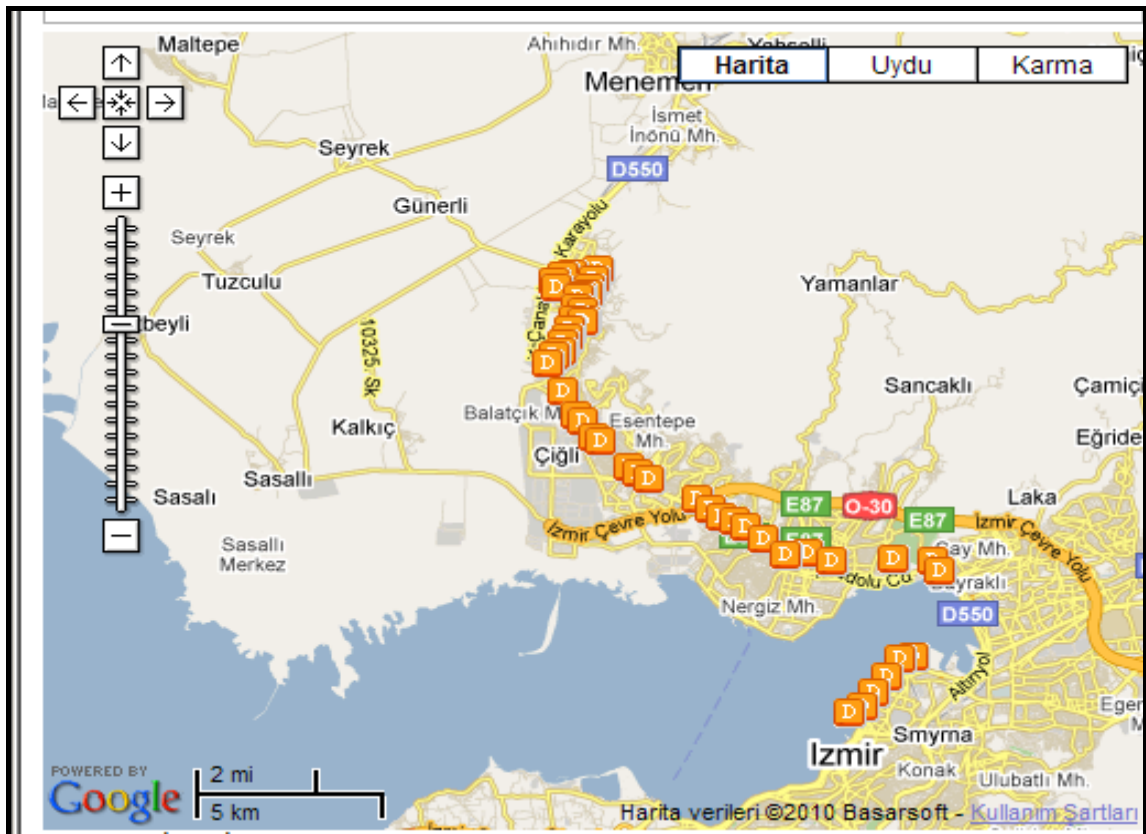 Maltepe
Ahıhıdır Mh.
Harita
Uydu
Karma
Menemen
İsmet
İnönü Mh.
Seyrek
D550
Günerli
Karayolu
Seyrek
Tuzculu
Yamanlar
10325. Sk
Sancaklı
Balatçık
Esentepe
Mh.
Kalkıç
Çiğli
Sasallı
Sasalı
Laka
E87
O-30
E87
İzmir Çevre Yolu
İzmir Çevre Yolu
Sasallı
Merkez
Nergiz Mh.
D550
Altınyol
Smyrna
Izmir
Konak
Ulubatlı Mh.
POWERED BY
Google
2 mi
5 km
Harita verileri ©2010 Basarsoft - Kullanım Şartları